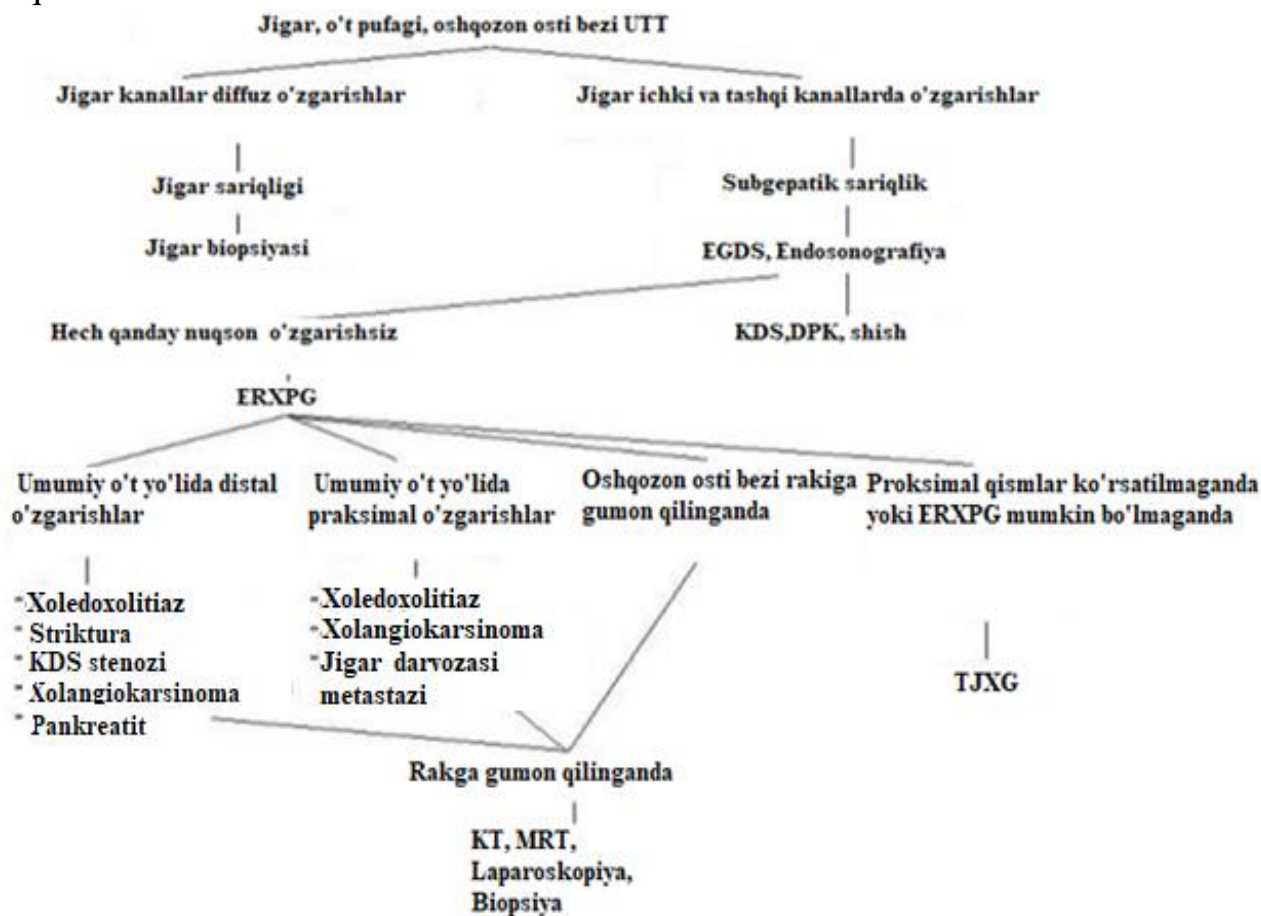 Jigar, o't pufagi, oshqozon osti bezi UTT
Jigar kanallar diffuz o'zgarishlar
Jigar ichki va tashqi kanallarda o'zgarishlar
Jigar sariqligi
Subgepatik sariqlik
Jigar biopsiyasi
EGDS, Endosonografiya
Hech qanday nuqson o'zgarishsiz
KDS,DPK, shish
ERXPG
Umumiy o't yo'lida distal
o'zgarishlar
Umumiy o't yo'lida
praksimal o'zgarishlar
Oshqozon osti bezi rakiga
gumon qilinganda
Proksimal qismlar ko'rsatilmaganda
yoki ERXPG mumkin bo'lmaganda
- Xoledoxolitiaz
- Striktura
- KDS stenozi
- Xolangiokarsinoma
- Pankreatit
-Xoledoxolitiaz
-Xolangiokarsinoma
-Jigar darvozasi
metastazi
TJXG
Rakga gumon qilinganda
KT, MRT,
Laparoskopiya,
Biopsiya